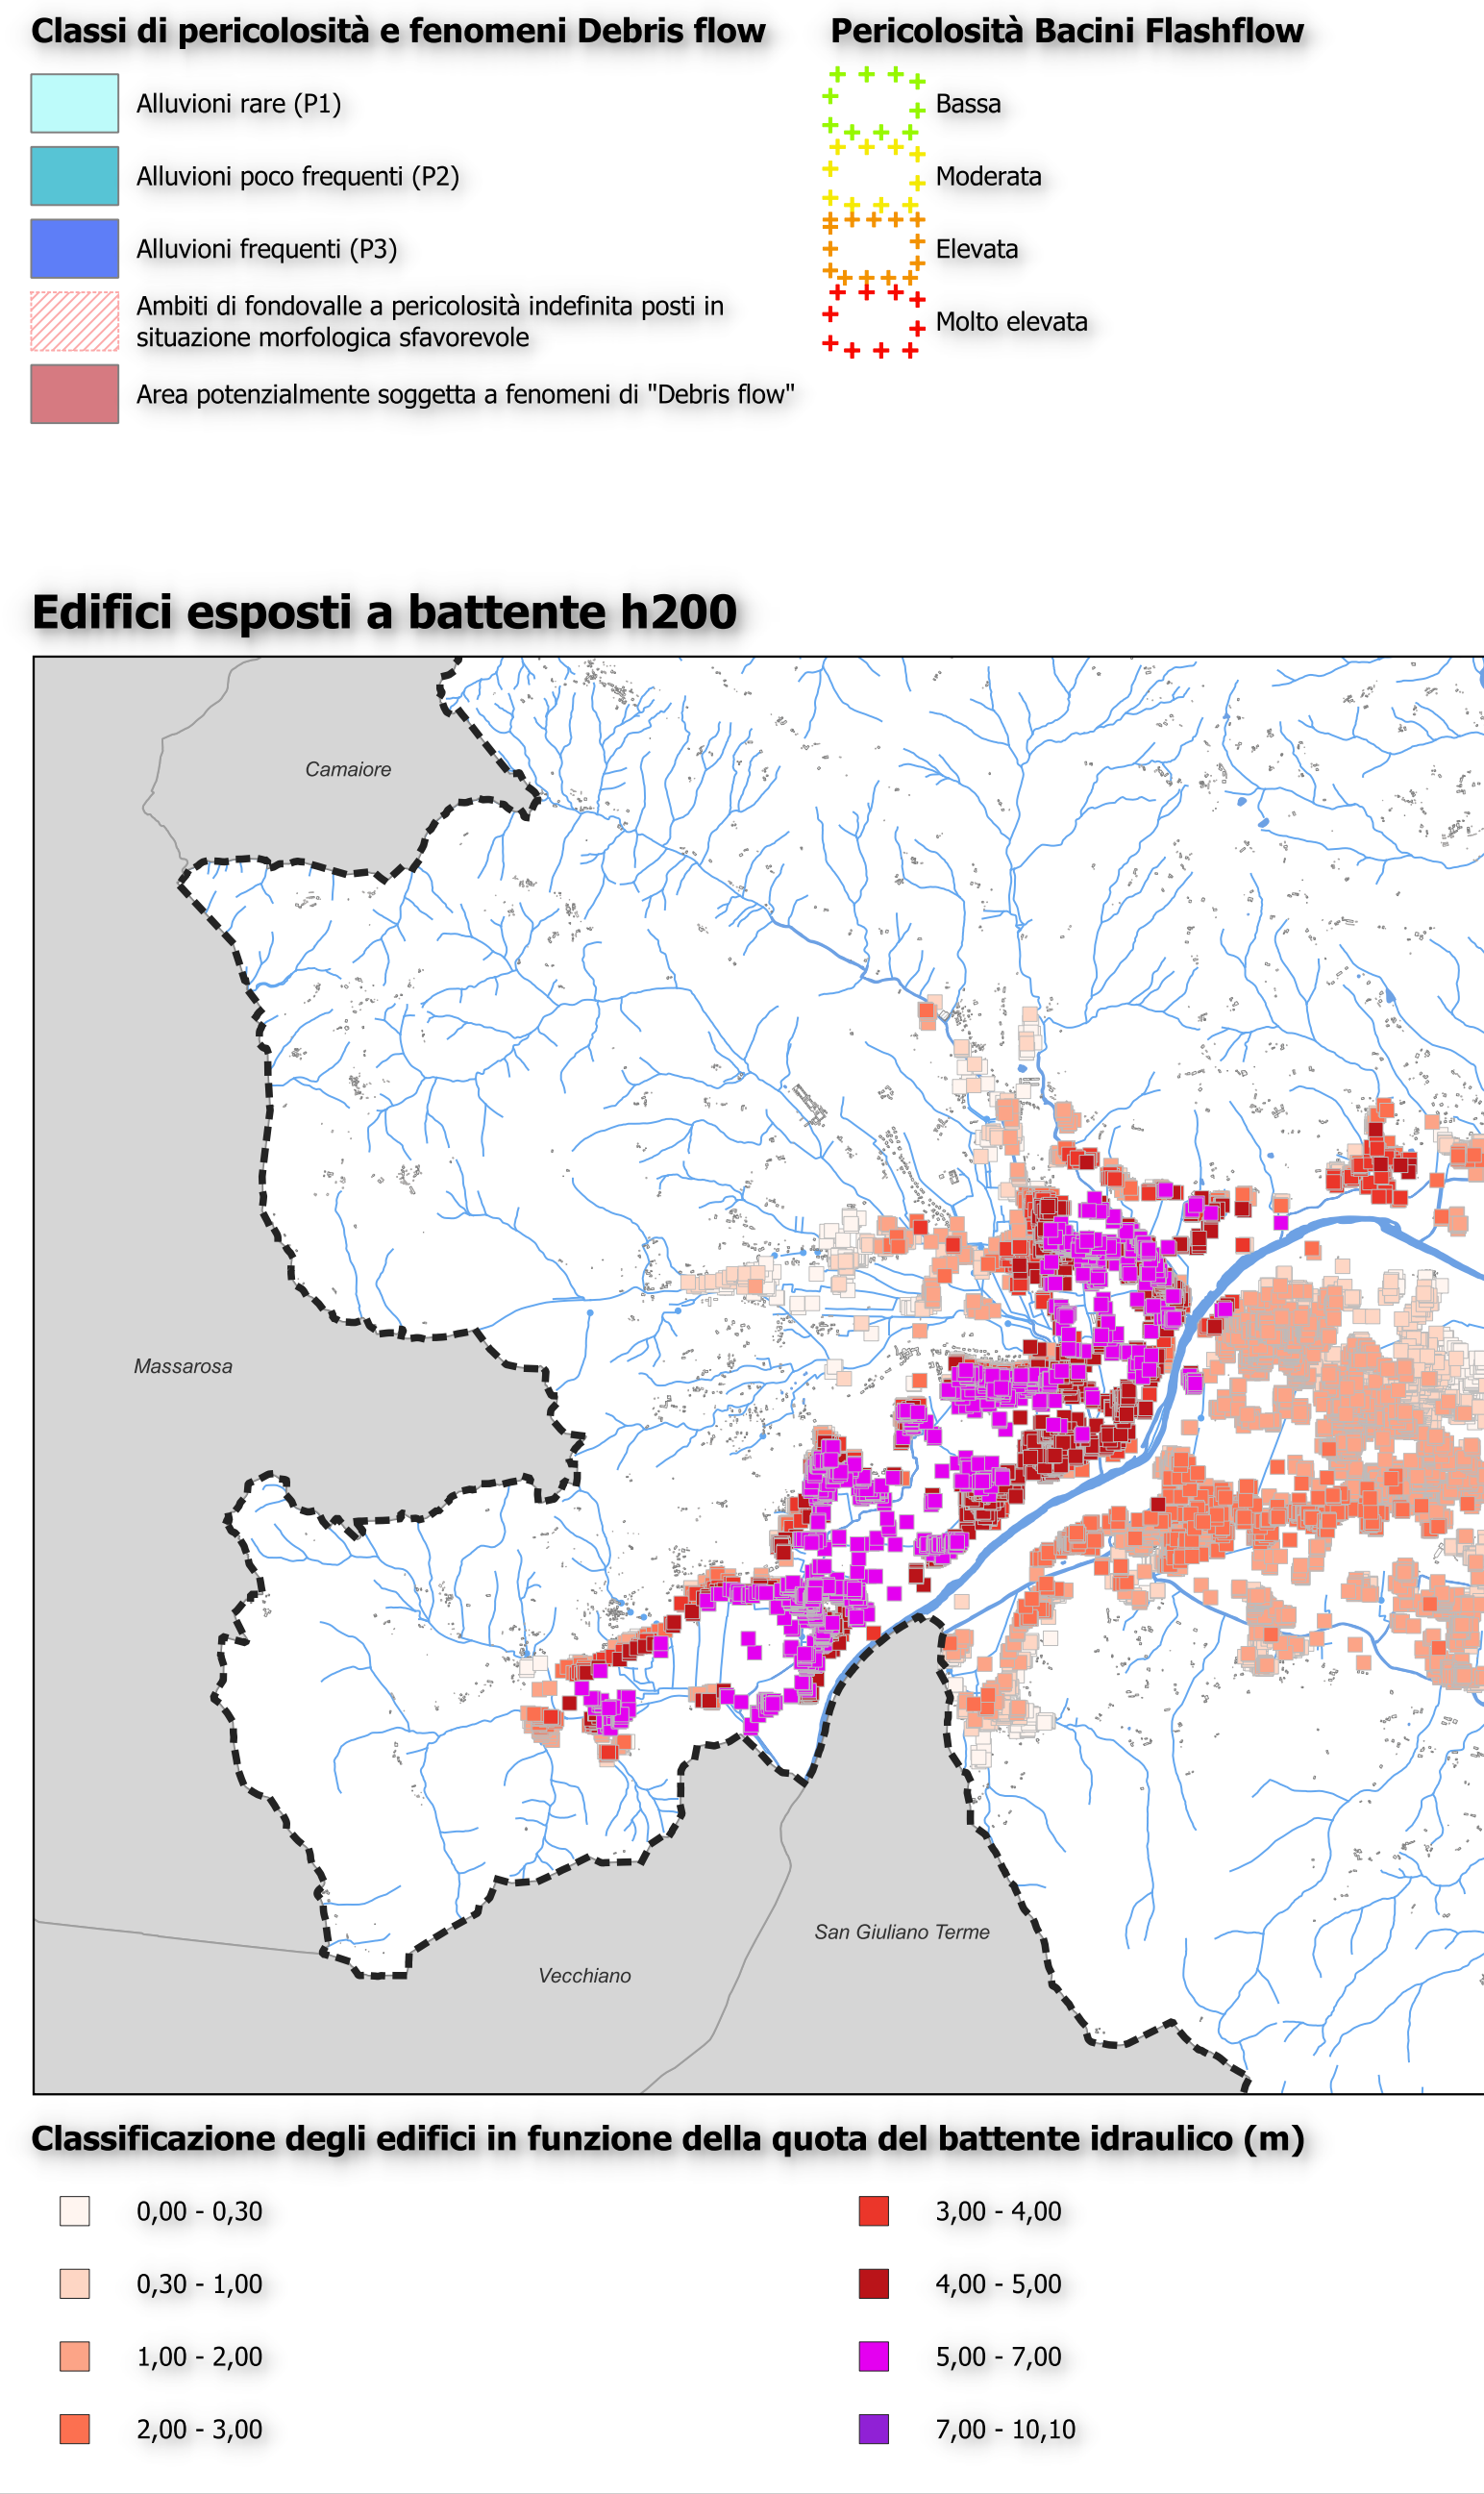 Classi di pericolosità e fenomeni Debris flow
Alluvioni rare (P1)
Alluvioni poco frequenti (P2)
Alluvioni frequenti (P3)
Ambiti di fondovalle a pericolosità indefinita posti in
situazione morfologica sfavorevole
Area potenzialmente soggetta a fenomeni di "Debris flow"
Pericolosità Bacini Flashflow
Bassa
Moderata
Elevata
Molto elevata
Edifici esposti a battente h200
Camaiore
Massarosa
San Giuliano Terme
Vecchiano
Classificazione degli edifici in funzione della quota del battente idraulico (m)
0,00 - 0,30
0,30 - 1,00
1,00 - 2,00
2,00 - 3,00
3,00 - 4,00
4,00 - 5,00
5,00 - 7,00
7,00 - 10,10